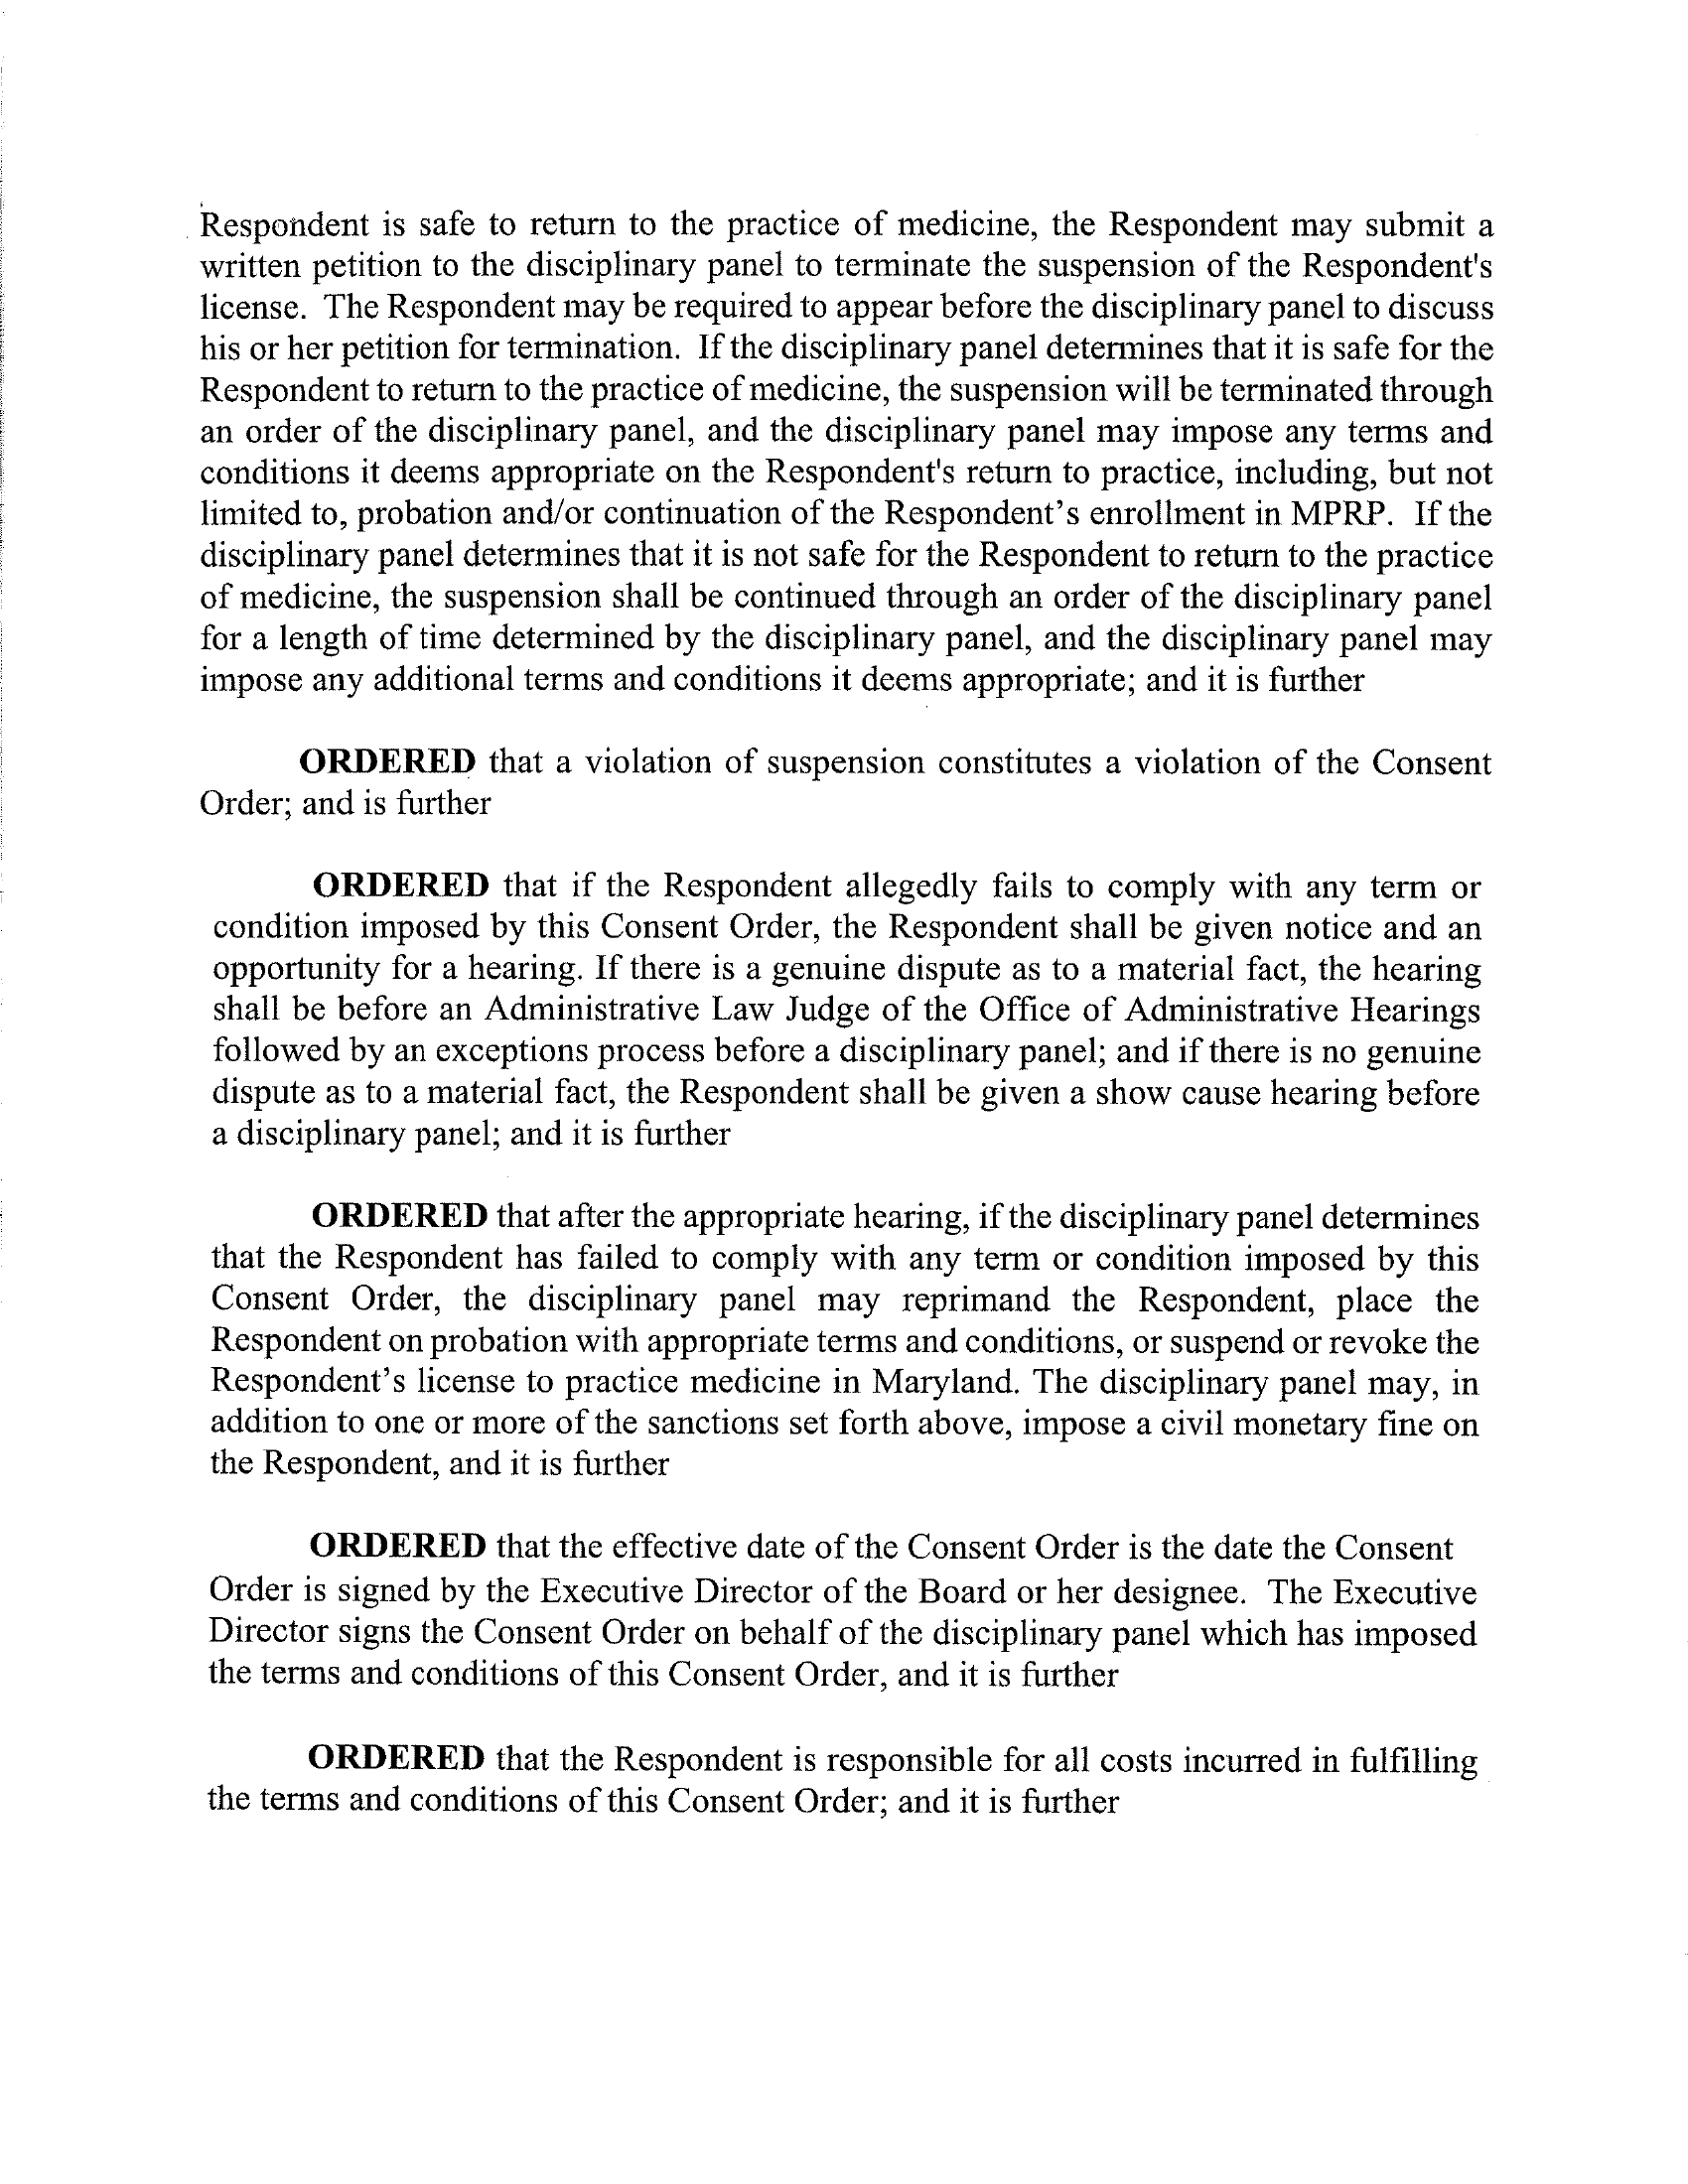 Respondent is safe to return to the practice of medicine, the Respondent may submit a
written petition to the disciplinary panel to terminate the suspension of the Respondent's
license. The Respondent may be required to appear before the disciplinary panel to discuss
his or her petition for termination. If the disciplinary panel determines that it is safe for the
Respondent to return to the practice of medicine, the suspension will be terminated through
an order of the disciplinary panel, and the disciplinary panel may impose any terms and
conditions it deems appropriate on the Respondent's return to practice, including, but not
limited to, probation and/or continuation of the Respondent’s enrollment in MPRP. If the
disciplinary panel determines that it is not safe for the Respondent to return to the practice
of medicine, the suspension shall be continued through an order of the disciplinary panel
for a length of time determined by the disciplinary panel, and the disciplinary panel may
impose any additional terms and conditions it deems appropriate; and it is further
ORDERED that a violation of suspension constitutes a violation of the Consent
Order; and is further
ORDERED that if the Respondent allegedly fails to comply with any term or
condition imposed by this Consent Order, the Respondent shall be given notice and an
opportunity for a hearing. If there is a genuine dispute as to a material fact, the hearing
shall be before an Administrative Law Judge of the Office of Administrative Hearings
followed by an exceptions process before a disciplinary panel; and if there is no genuine
dispute as to a material fact, the Respondent shall be given a show cause hearing before
a disciplinary panel; and it is further
ORDERED that after the appropriate hearing, if the disciplinary panel determines
that the Respondent has failed to comply with any term or condition imposed by this
Consent Order, the disciplinary panel may reprimand the Respondent, place the
Respondent on probation with appropriate terms and conditions, or suspend or revoke the
Respondent’s license to practice medicine in Maryland. The disciplinary panel may, in
addition to one or more of the sanctions set forth above, impose a civil monetary fine on
the Respondent, and it is further
ORDERED that the effective date of the Consent Order is the date the Consent
Order is signed by the Executive Director of the Board or her designee. The Executive
Director signs the Consent Order on behalf of the disciplinary panel which has imposed
the terms and conditions of this Consent Order, and it is further
ORDERED that the Respondent is responsible for all costs incurred in fulfilling
the terms and conditions of this Consent Order; and it is further